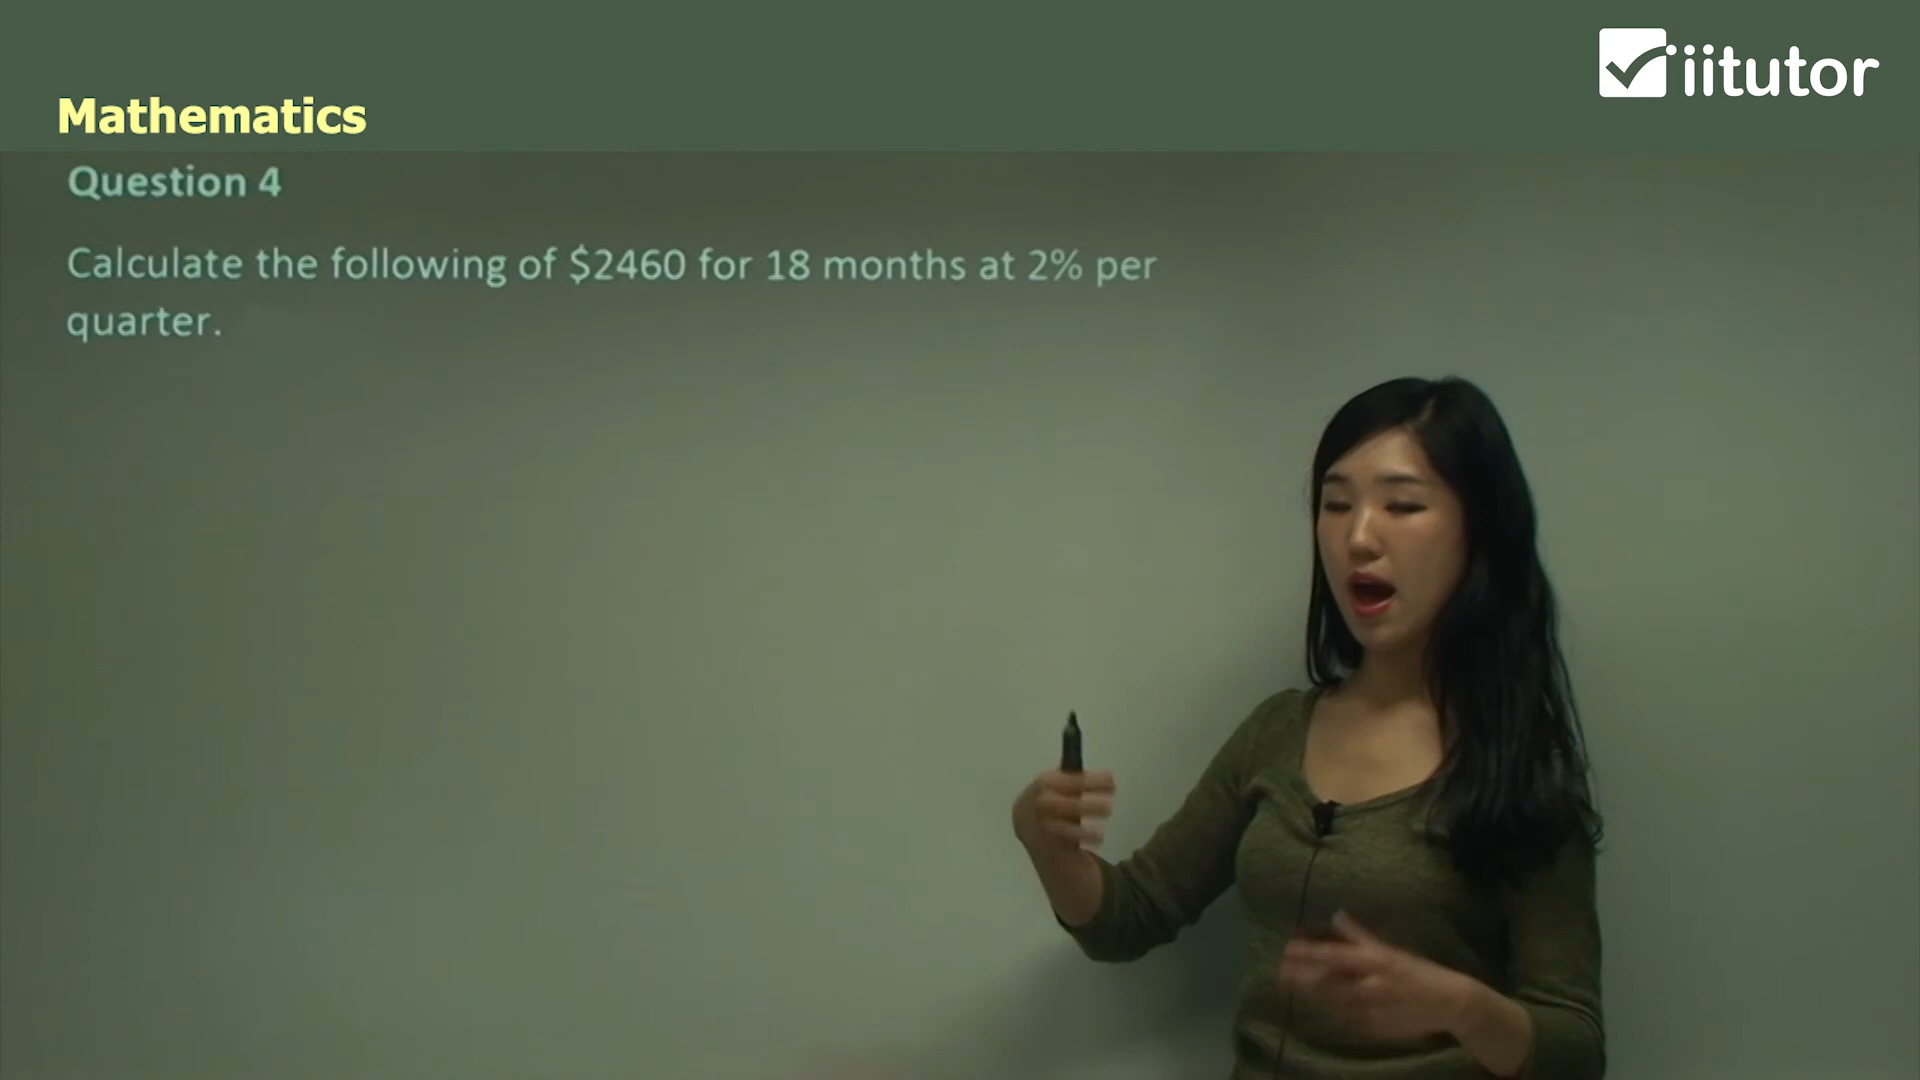 iitutor
Mathematics
Question 4
Calculate the following of $2460 for 18 months at 2% per
quarter.